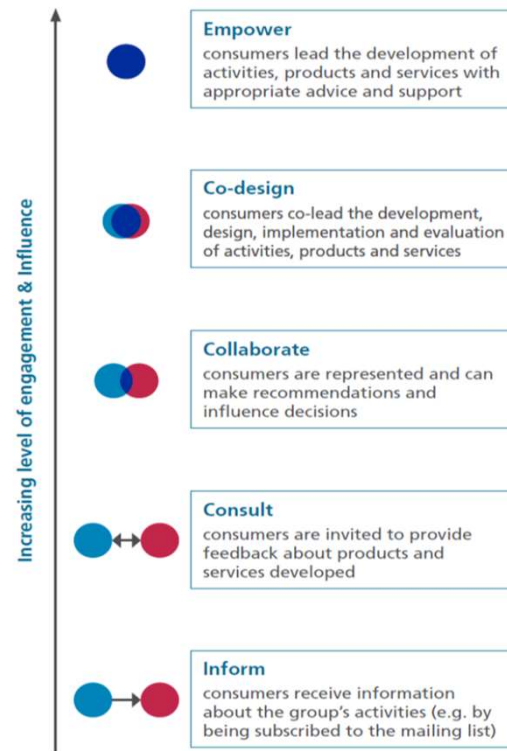 Increasing level of engagement & Influence
Empower
consumers lead the development of
activities, products and services with
appropriate advice and support
Co-design
consumers co-lead the development,
design, implementation and evaluation
of activities, products and services
Collaborate
consumers are represented and can
make recommendations and
influence decisions
Consult
consumers are invited to provide
feedback about products and
services developed
Inform
consumers receive information
about the group's activities (e.g. by
being subscribed to the mailing list)